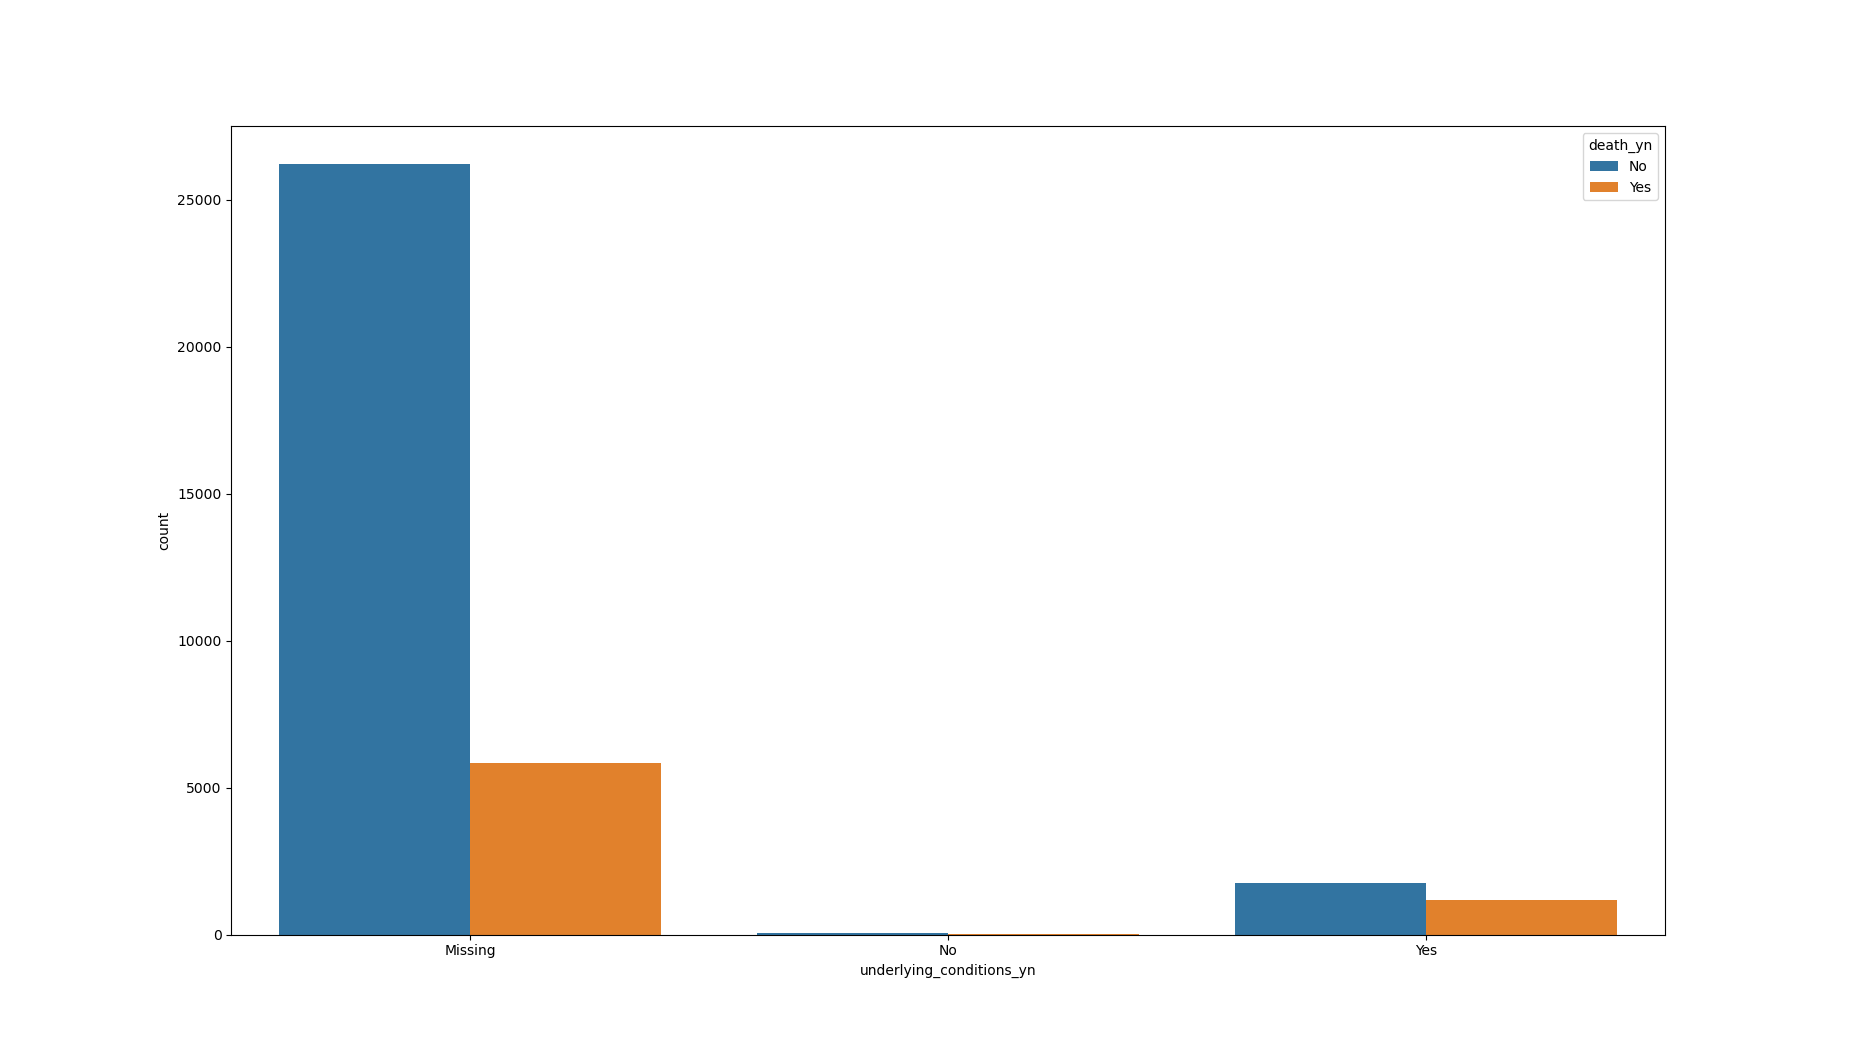 death_yn
No
Yes
25000
20000
15000
10000
5000
0
count
Missing
No
Yes
underlying_conditions_yn